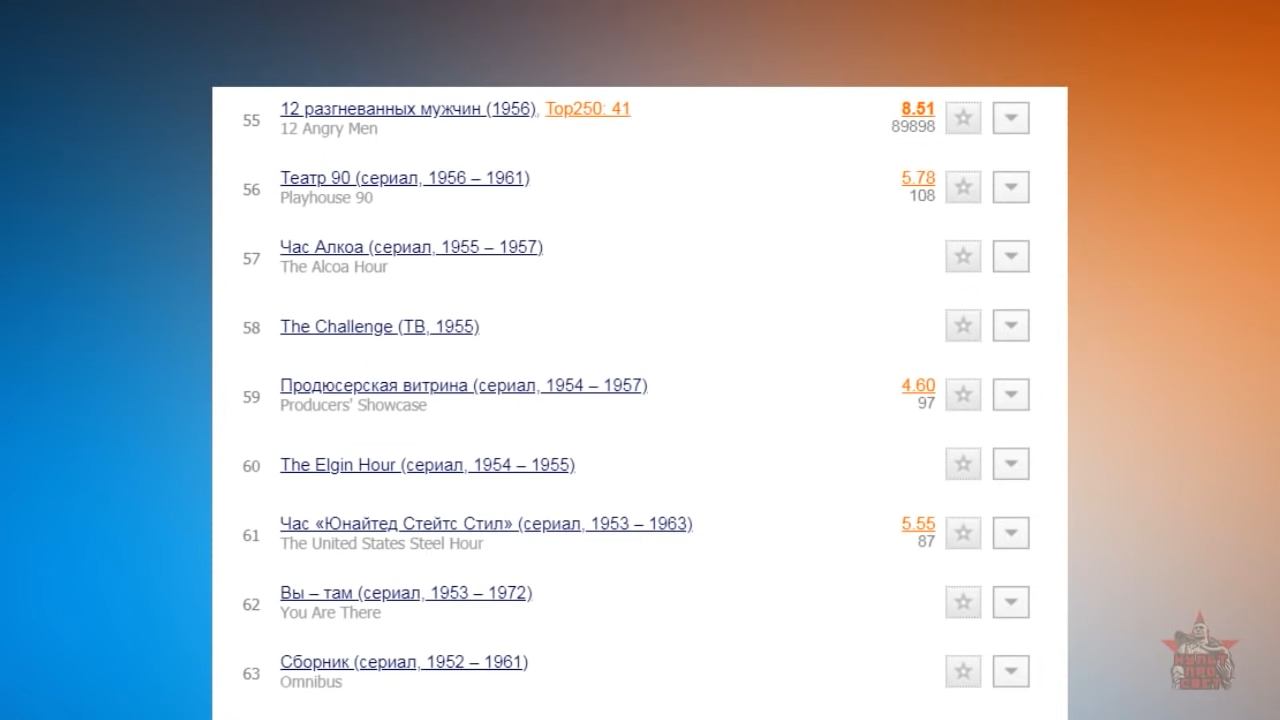 55
12 разгневанных мужчин (1956), Top250: 41
12 Angry Men
8.51
89898
56
Театр 90 (сериал, 1956 – 1961)
Playhouse 90
5.78
108
57
Час Алкоа (сериал, 1955 – 1957)
The Alcoa Hour
58
The Challenge (ТВ, 1955)
59
Продюсерская витрина (сериал, 1954 – 1957)
Producers' Showcase
4.60
97
60
The Elgin Hour (сериал, 1954 – 1955)
61
Час «Юнайтед Стейтс Стил» (сериал, 1953 – 1963)
The United States Steel Hour
5.55
87
62
Вы – там (сериал, 1953 – 1972)
You Are There
63
Сборник (сериал, 1952 – 1961)
Omnibus
КУЛЬТ
ПРО
СВЕТ